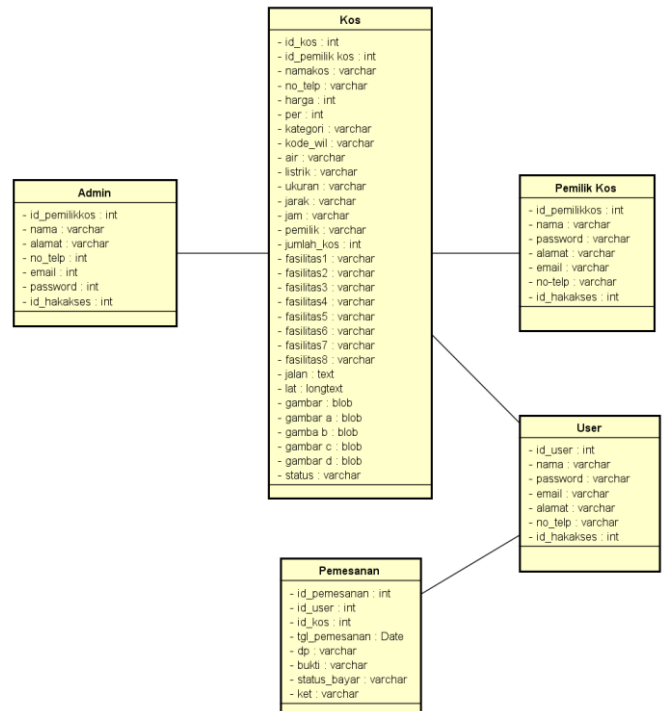 Kos
- id_kos : int
- id_pemilik kos : int
- namakos : varchar
- no_telp : varchar
- harga : int
- per : int
- kategori : varchar
- kode_wil : varchar
- air : varchar
- listrik : varchar
- ukuran : varchar
- jarak : varchar
- jam : varchar
- pemilik : varchar
- jumlah_kos : int
- fasilitas1 : varchar
- fasilitas2 : varchar
- fasilitas3 : varchar
- fasilitas4 : varchar
- fasilitas5 : varchar
- fasilitas6 : varchar
- fasilitas7 : varchar
- fasilitas8 : varchar
- jalan : text
- lat : longtext
- gambar : blob
- gambar a : blob
- gamba b : blob
- gambar c : blob
- gambar d : blob
- status : varchar
Admin
- id_pemilikkos : int
- nama : varchar
- alamat : varchar
- no_telp : int
- email : int
- password : int
- id_hakakses : int
Pemilik Kos
- id_pemilikkos : int
- nama : varchar
- password : varchar
- alamat : varchar
- email : varchar
- no-telp : varchar
- id_hakakses : int
User
- id_user : int
- nama : varchar
- password : varchar
- email : varchar
- alamat : varchar
- no_telp : varchar
- id_hakakses : int
Pemesanan
- id_pemesanan : int
- id_user : int
- id_kos : int
- tgl_pemesanan : Date
- dp : varchar
- bukti : varchar
- status_bayar : varchar
- ket : varchar